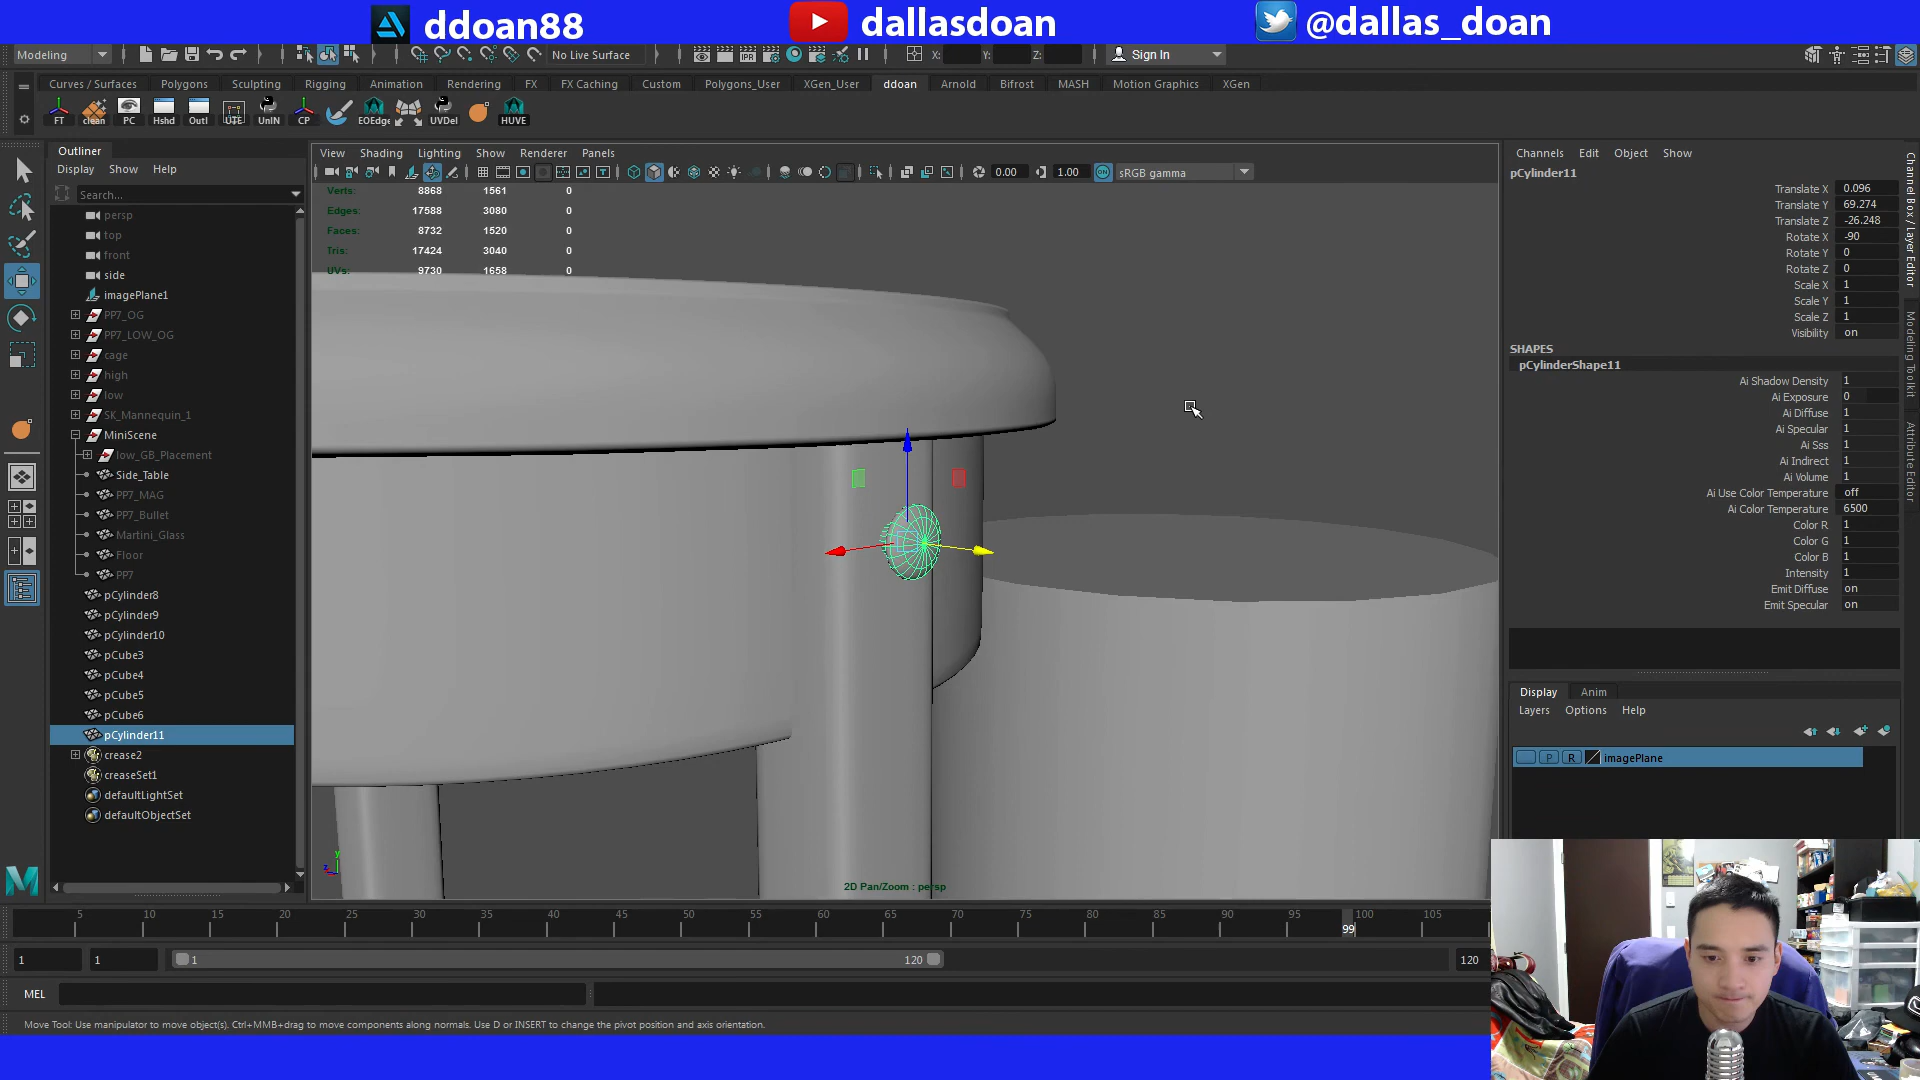 ddoan88 dallasdoan @dallas_doan
Modeling No Live Surface X: Y: Z: Sign In
Curves / Surfaces Polygons Sculpting Rigging Animation Rendering FX FX Caching Custom Polygons_User XGen_User ddoan Arnold Bifrost MASH Motion Graphics XGen
FT clean PC Hshd Outl UTE UnIN CP EOEdge UVDel HUVE
Outliner
Display Show Help
Search...
persp
top
front
side
imagePlane1
PP7_OG
PP7_LOW_OG
cage
high
low
SK_Mannequin_1
MiniScene
low_GB_Placement
Side_Table
PP7_MAG
PP7_Bullet
Martini_Glass
Floor
PP7
pCylinder8
pCylinder9
pCylinder10
pCube3
pCube4
pCube5
pCube6
pCylinder11
crease2
creaseSet1
defaultLightSet
defaultObjectSet
View Shading Lighting Show Renderer Panels
0.00 1.00 ON sRGB gamma
Verts: 8868 1561 0
Edges: 17588 3080 0
Faces: 8732 1520 0
Tris: 17424 3040 0
UVs: 9730 1658 0
y
z
2D Pan/Zoom : persp
Channels Edit Object Show
pCylinder11
Translate X 0.096
Translate Y 69.274
Translate Z -26.248
Rotate X -90
Rotate Y 0
Rotate Z 0
Scale X 1
Scale Y 1
Scale Z 1
Visibility on
SHAPES
pCylinderShape11
Ai Shadow Density 1
Ai Exposure 0
Ai Diffuse 1
Ai Specular 1
Ai Sss 1
Ai Indirect 1
Ai Volume 1
Ai Use Color Temperature off
Ai Color Temperature 6500
Color R 1
Color G 1
Color B 1
Intensity 1
Emit Diffuse on
Emit Specular on
Display Anim
Layers Options Help
P R imagePlane
Channel Box / Layer Editor
Modeling Toolkit
Attribute Editor
5 10 15 20 25 30 35 40 45 50 55 60 65 70 75 80 85 90 95 100 105
99
1 1 1 120 120
MEL
Move Tool: Use manipulator to move object(s). Ctrl+MMB+drag to move components along normals. Use D or INSERT to change the pivot position and axis orientation.